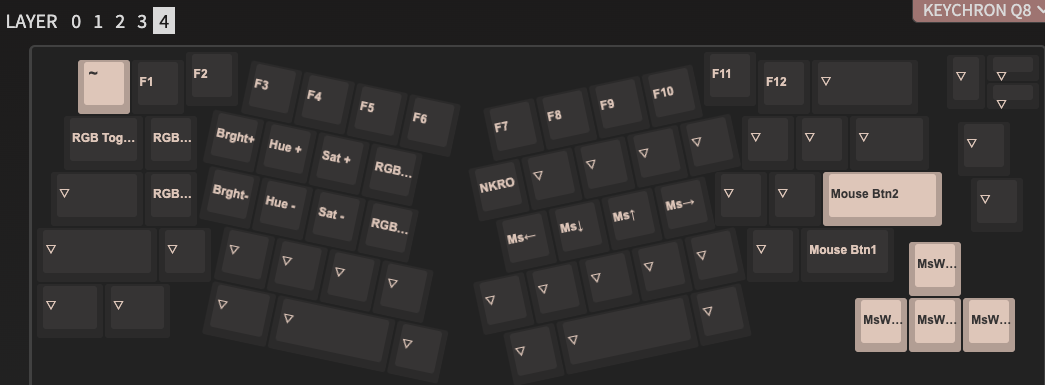 KEYCHRON Q8
LAYER 0 1 2 3 4
~ F1 F2 F3 F4 F5 F6 F7 F8 F9 F10 F11 F12
RGB Tog... RGB... Brght+ Hue + Sat + RGB... NKRO
RGB... Brght- Hue - Sat - RGB... Ms← Ms↓ Ms↑ Ms→ Mouse Btn2
Mouse Btn1 MsW...
MsW... MsW... MsW...